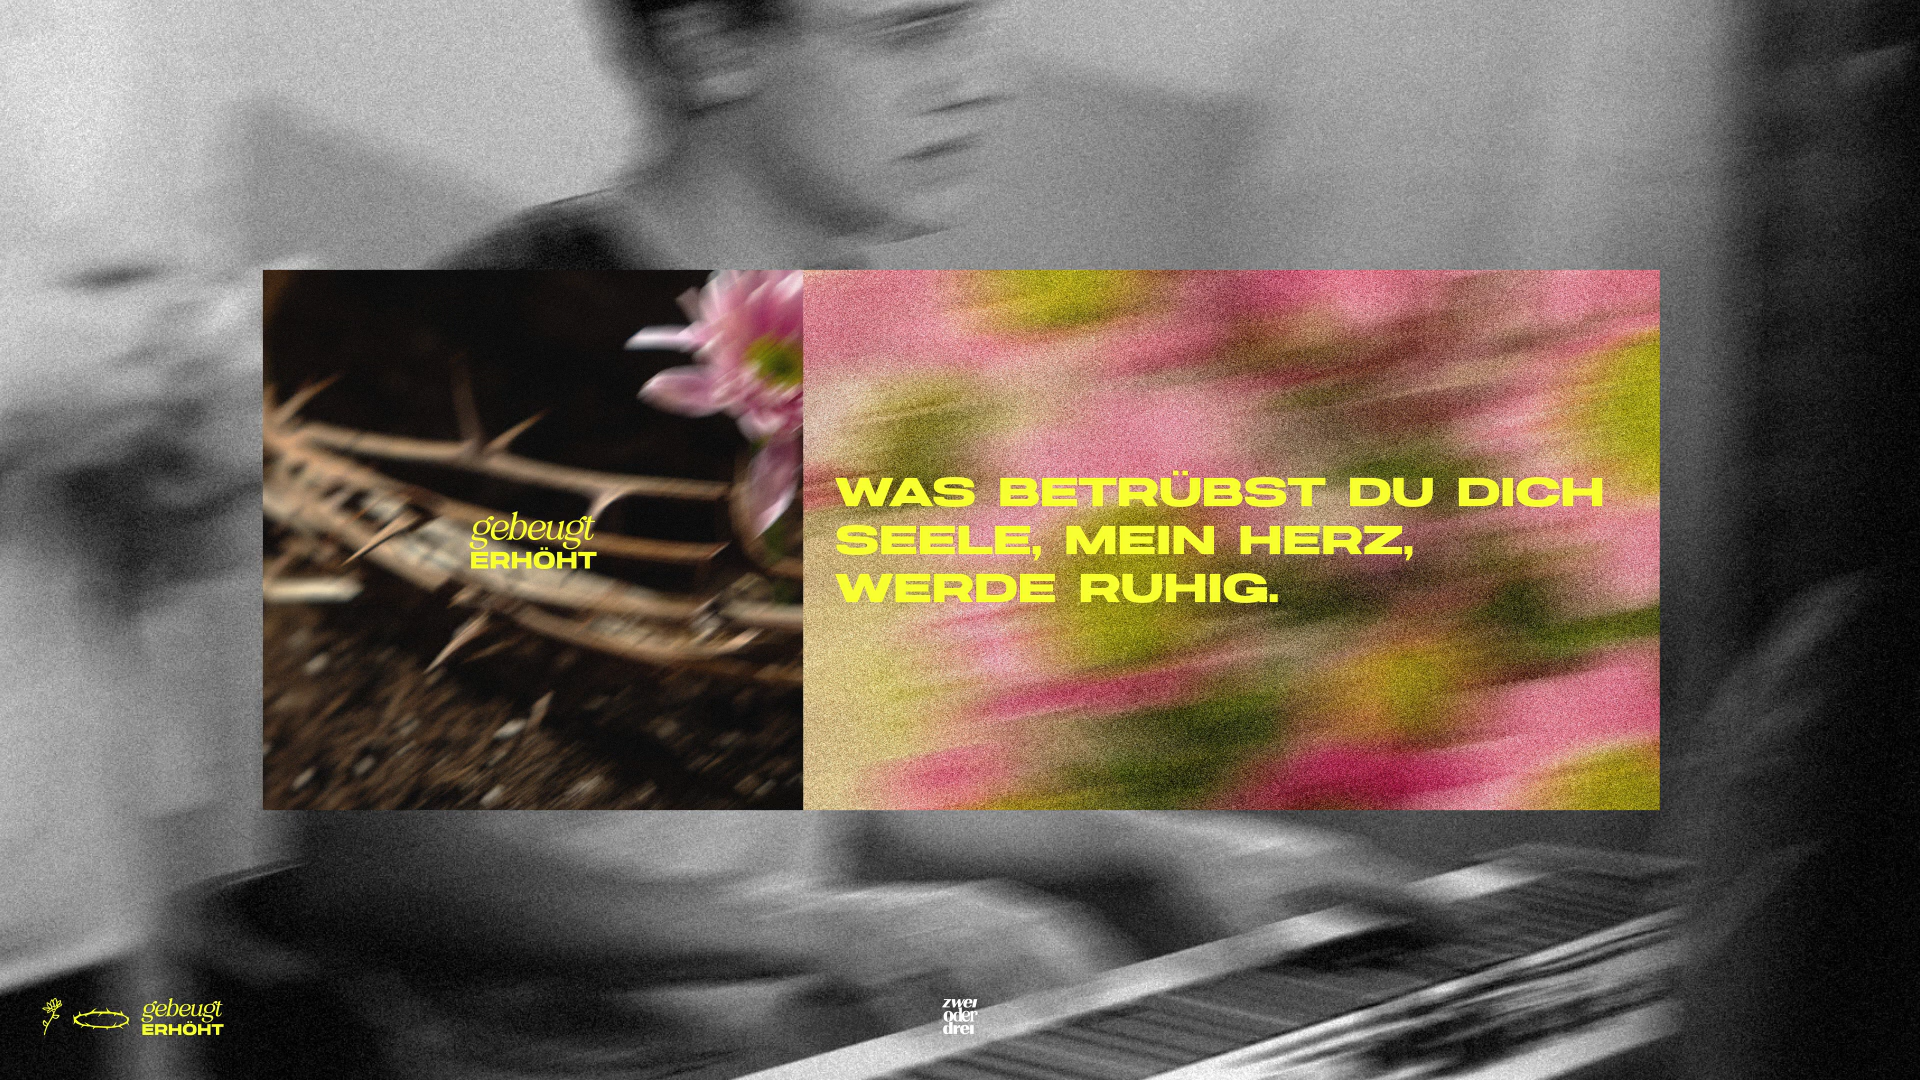 gebeugt
ERHÖHT
WAS BETRÜBST DU DICH
SEELE, MEIN HERZ,
WERDE RUHIG.
gebeugt
ERHÖHT
zwei
oder
drei